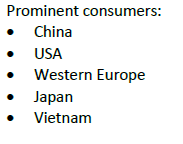 Prominent consumers:
• China
• USA
• Western Europe
• Japan
• Vietnam